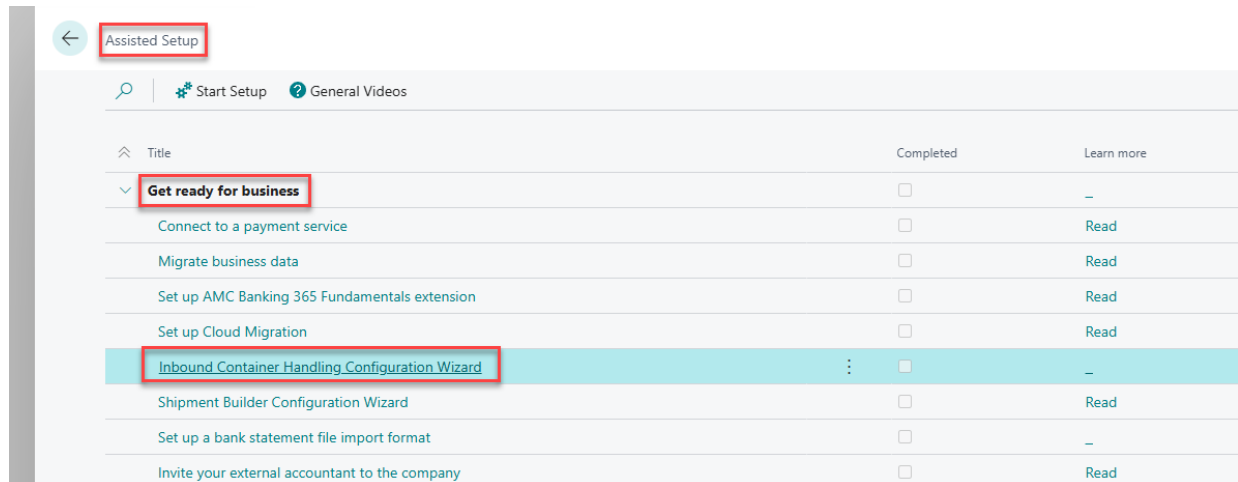 Assisted Setup
Start Setup General Videos
Title Completed Learn more
Get ready for business _
Connect to a payment service Read
Migrate business data Read
Set up AMC Banking 365 Fundamentals extension Read
Set up Cloud Migration Read
Inbound Container Handling Configuration Wizard _
Shipment Builder Configuration Wizard Read
Set up a bank statement file import format _
Invite your external accountant to the company Read